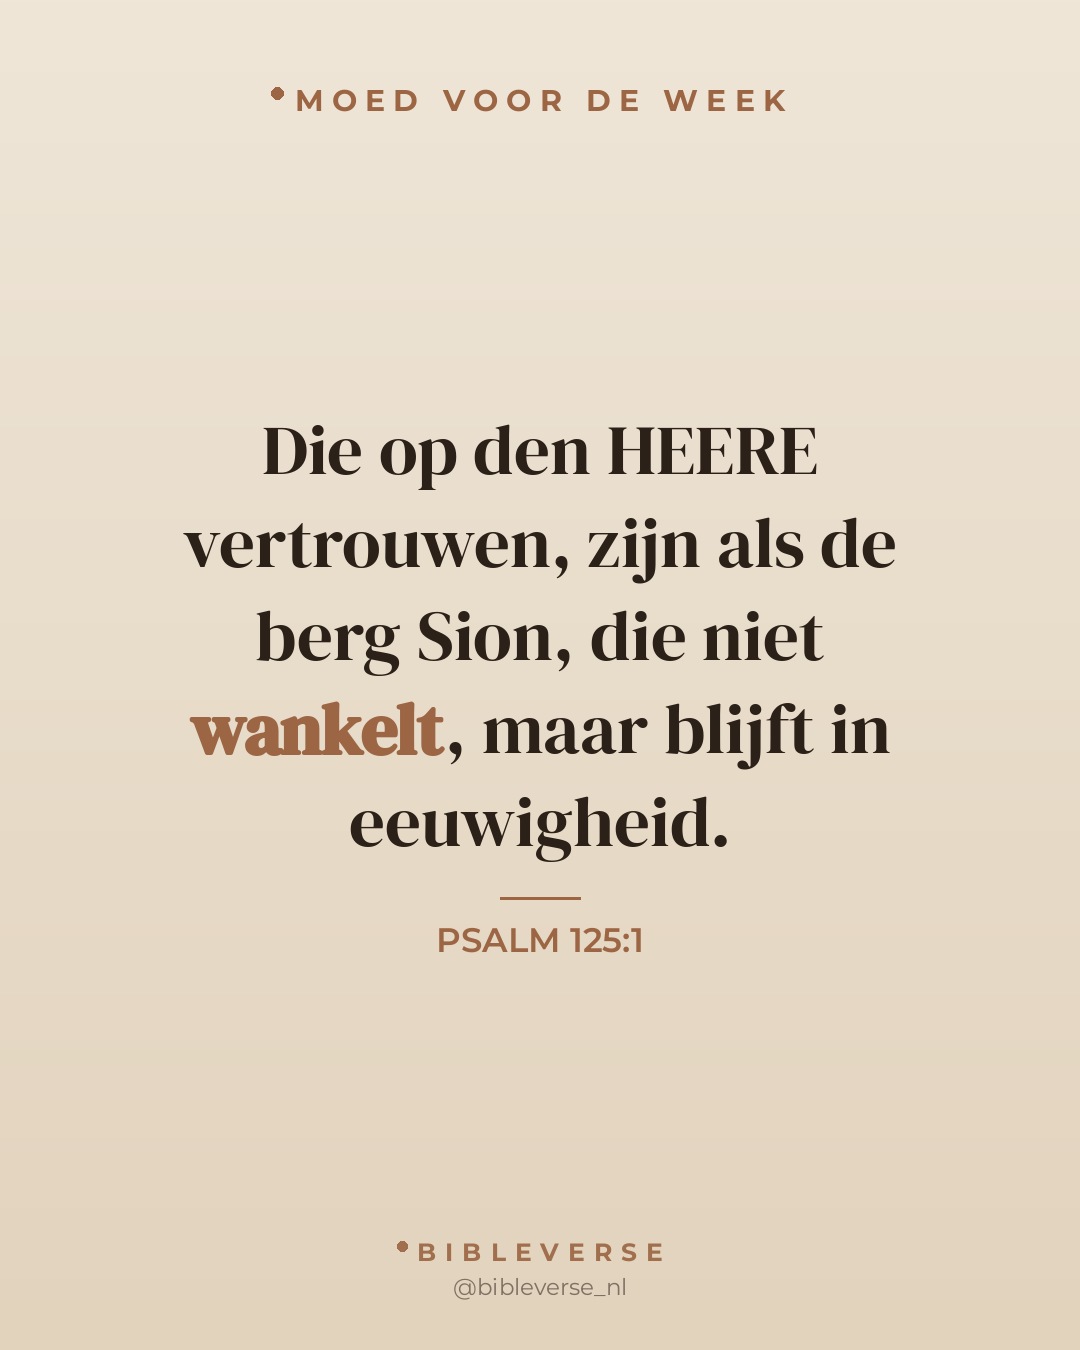 • MOED VOOR DE WEEK
Die op den HEERE
vertrouwen, zijn als de
berg Sion, die niet
wankelt, maar blijft in
eeuwigheid.
PSALM 125:1
• BIBLEVERSE
@bibleverse_nl